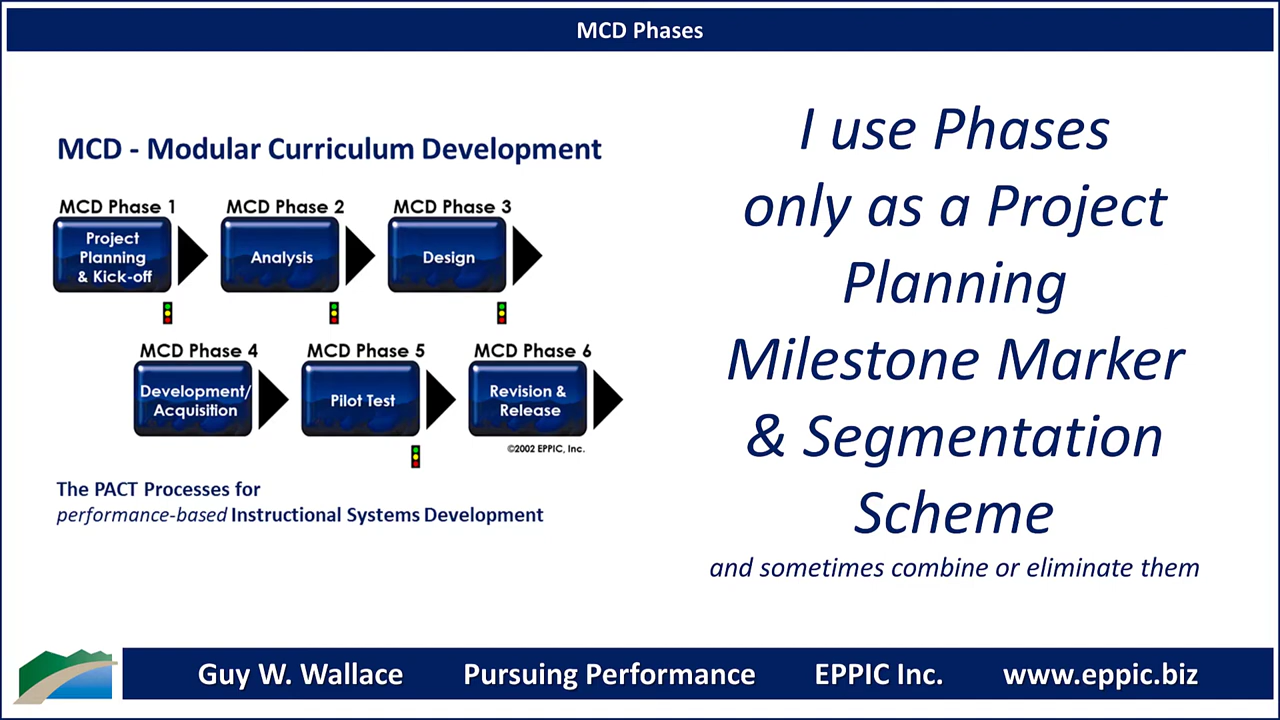 MCD Phases
MCD - Modular Curriculum Development
MCD Phase 1
Project
Planning
& Kick-off
MCD Phase 2
Analysis
MCD Phase 3
Design
MCD Phase 4
Development/
Acquisition
MCD Phase 5
Pilot Test
MCD Phase 6
Revision &
Release
©2002 EPPIC, Inc.
The PACT Processes for
performance-based Instructional Systems Development
I use Phases
only as a Project
Planning
Milestone Marker
& Segmentation
Scheme
and sometimes combine or eliminate them
Guy W. Wallace Pursuing Performance EPPIC Inc. www.eppic.biz